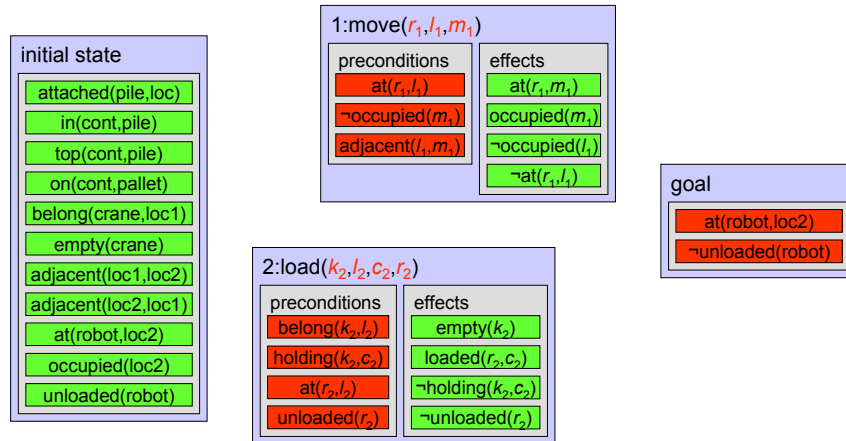 initial state
attached(pile,loc)
in(cont,pile)
top(cont,pile)
on(cont,pallet)
belong(crane,loc1)
empty(crane)
adjacent(loc1,loc2)
adjacent(loc2,loc1)
at(robot,loc2)
occupied(loc2)
unloaded(robot)
1:move(r₁,l₁,m₁)
preconditions
at(r₁,l₁)
¬occupied(m₁)
adjacent(l₁,m₁)
effects
at(r₁,m₁)
occupied(m₁)
¬occupied(l₁)
¬at(r₁,l₁)
2:load(k₂,l₂,c₂,r₂)
preconditions
belong(k₂,l₂)
holding(k₂,c₂)
at(r₂,l₂)
unloaded(r₂)
effects
empty(k₂)
loaded(r₂,c₂)
¬holding(k₂,c₂)
¬unloaded(r₂)
goal
at(robot,loc2)
¬unloaded(robot)